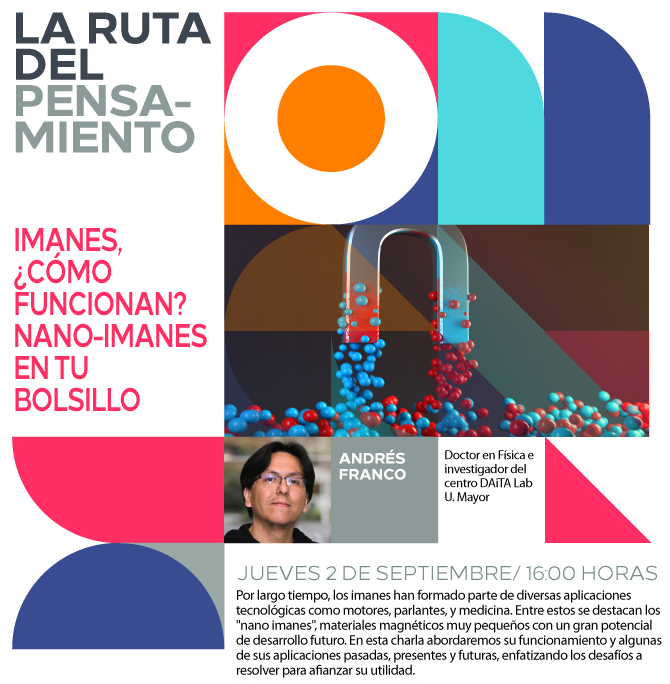 LA RUTA
DEL
PENSA-
MIENTO
IMANES,
¿CÓMO
FUNCIONAN?
NANO-IMANES
EN TU
BOLSILLO
ANDRÉS
FRANCO
Doctor en Física e
investigador del
centro DAiTA Lab
U. Mayor
JUEVES 2 DE SEPTIEMBRE/ 16:00 HORAS
Por largo tiempo, los imanes han formado parte de diversas aplicaciones
tecnológicas como motores, parlantes, y medicina. Entre estos se destacan los
"nano imanes", materiales magnéticos muy pequeños con un gran potencial
de desarrollo futuro. En esta charla abordaremos su funcionamiento y algunas
de sus aplicaciones pasadas, presentes y futuras, enfatizando los desafíos a
resolver para afianzar su utilidad.